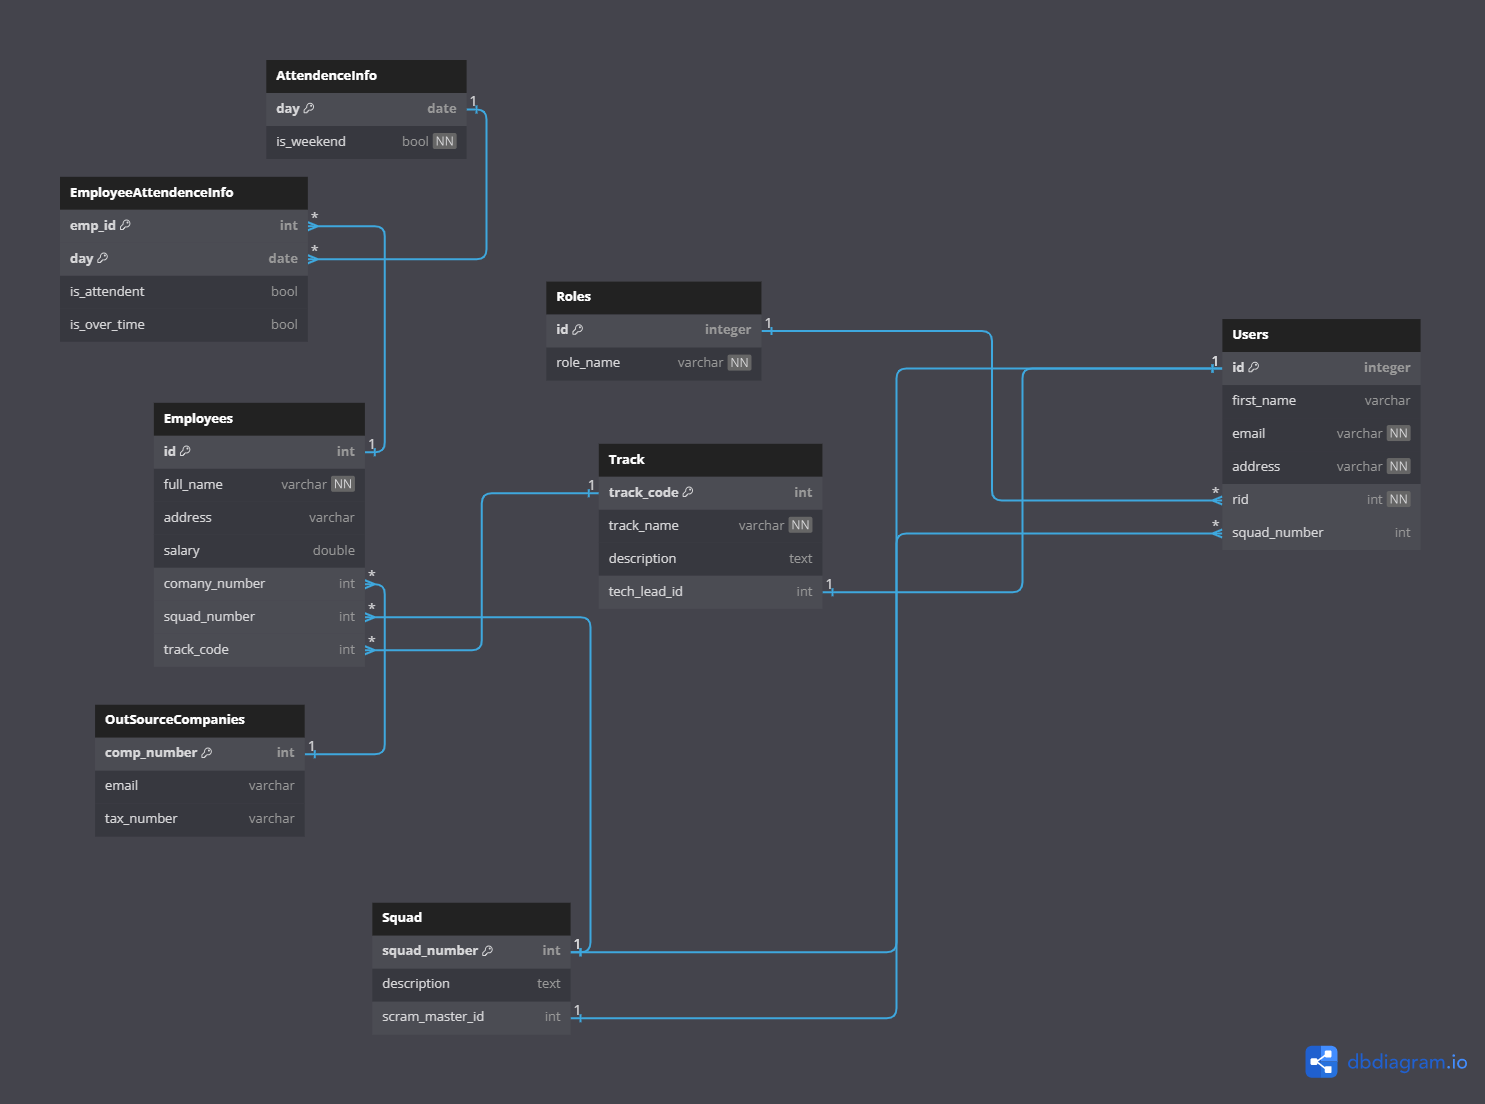 AttendenceInfo
day date
is_weekend bool NN
1
EmployeeAttendenceInfo
emp_id int
*
day date
*
is_attendent bool
is_over_time bool
Roles
id integer
1
role_name varchar NN
Users
1
id integer
first_name varchar
email varchar NN
address varchar NN
*
rid int NN
*
squad_number int
Employees
id int
1
full_name varchar NN
address varchar
salary double
comany_number int
*
squad_number int
*
track_code int
*
Track
1
track_code int
track_name varchar NN
description text
tech_lead_id int
1
OutSourceCompanies
comp_number int
1
email varchar
tax_number varchar
Squad
squad_number int
1
description text
scram_master_id int
1
dbdiagram.io